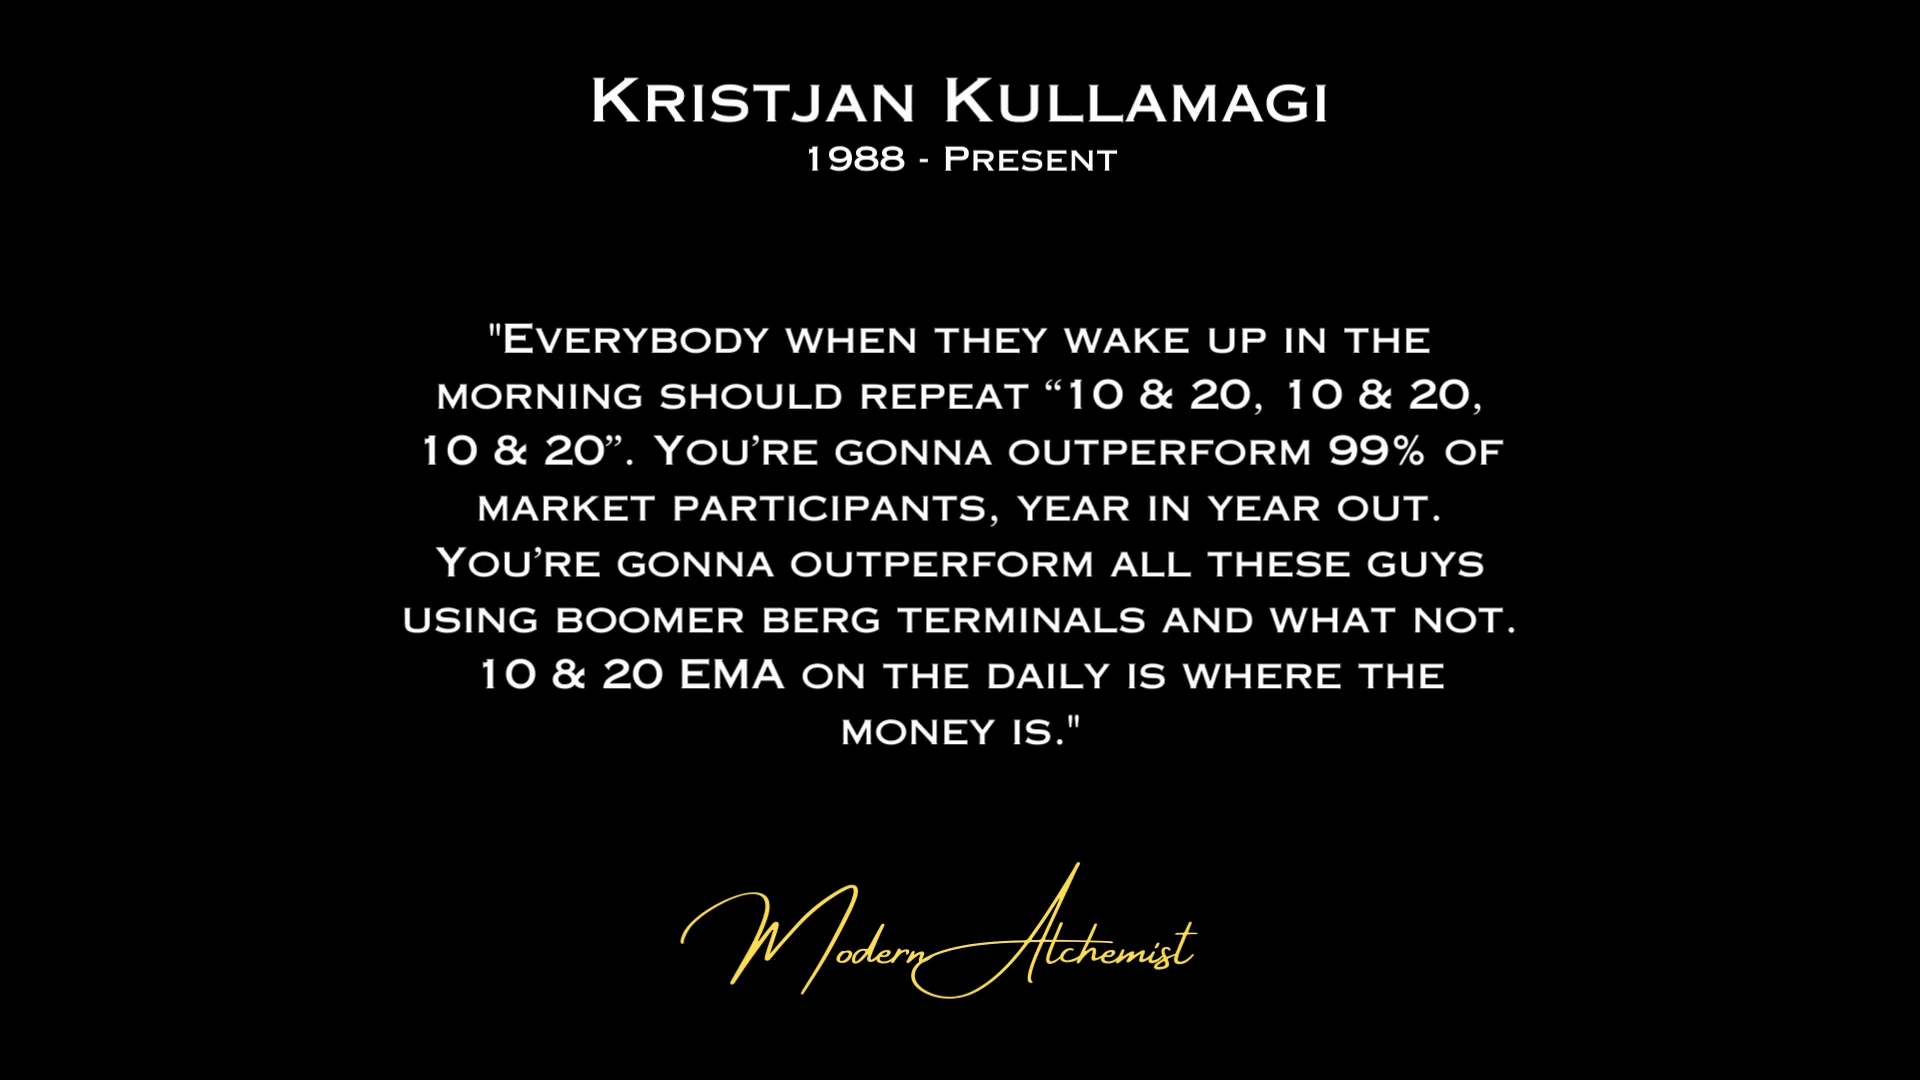 Kristjan Kullamagi
1988 - Present
"Everybody when they wake up in the
morning should repeat “10 & 20, 10 & 20,
10 & 20”. You’re gonna outperform 99% of
market participants, year in year out.
You’re gonna outperform all these guys
using boomer berg terminals and what not.
10 & 20 EMA on the daily is where the
money is."
Modern Alchemist